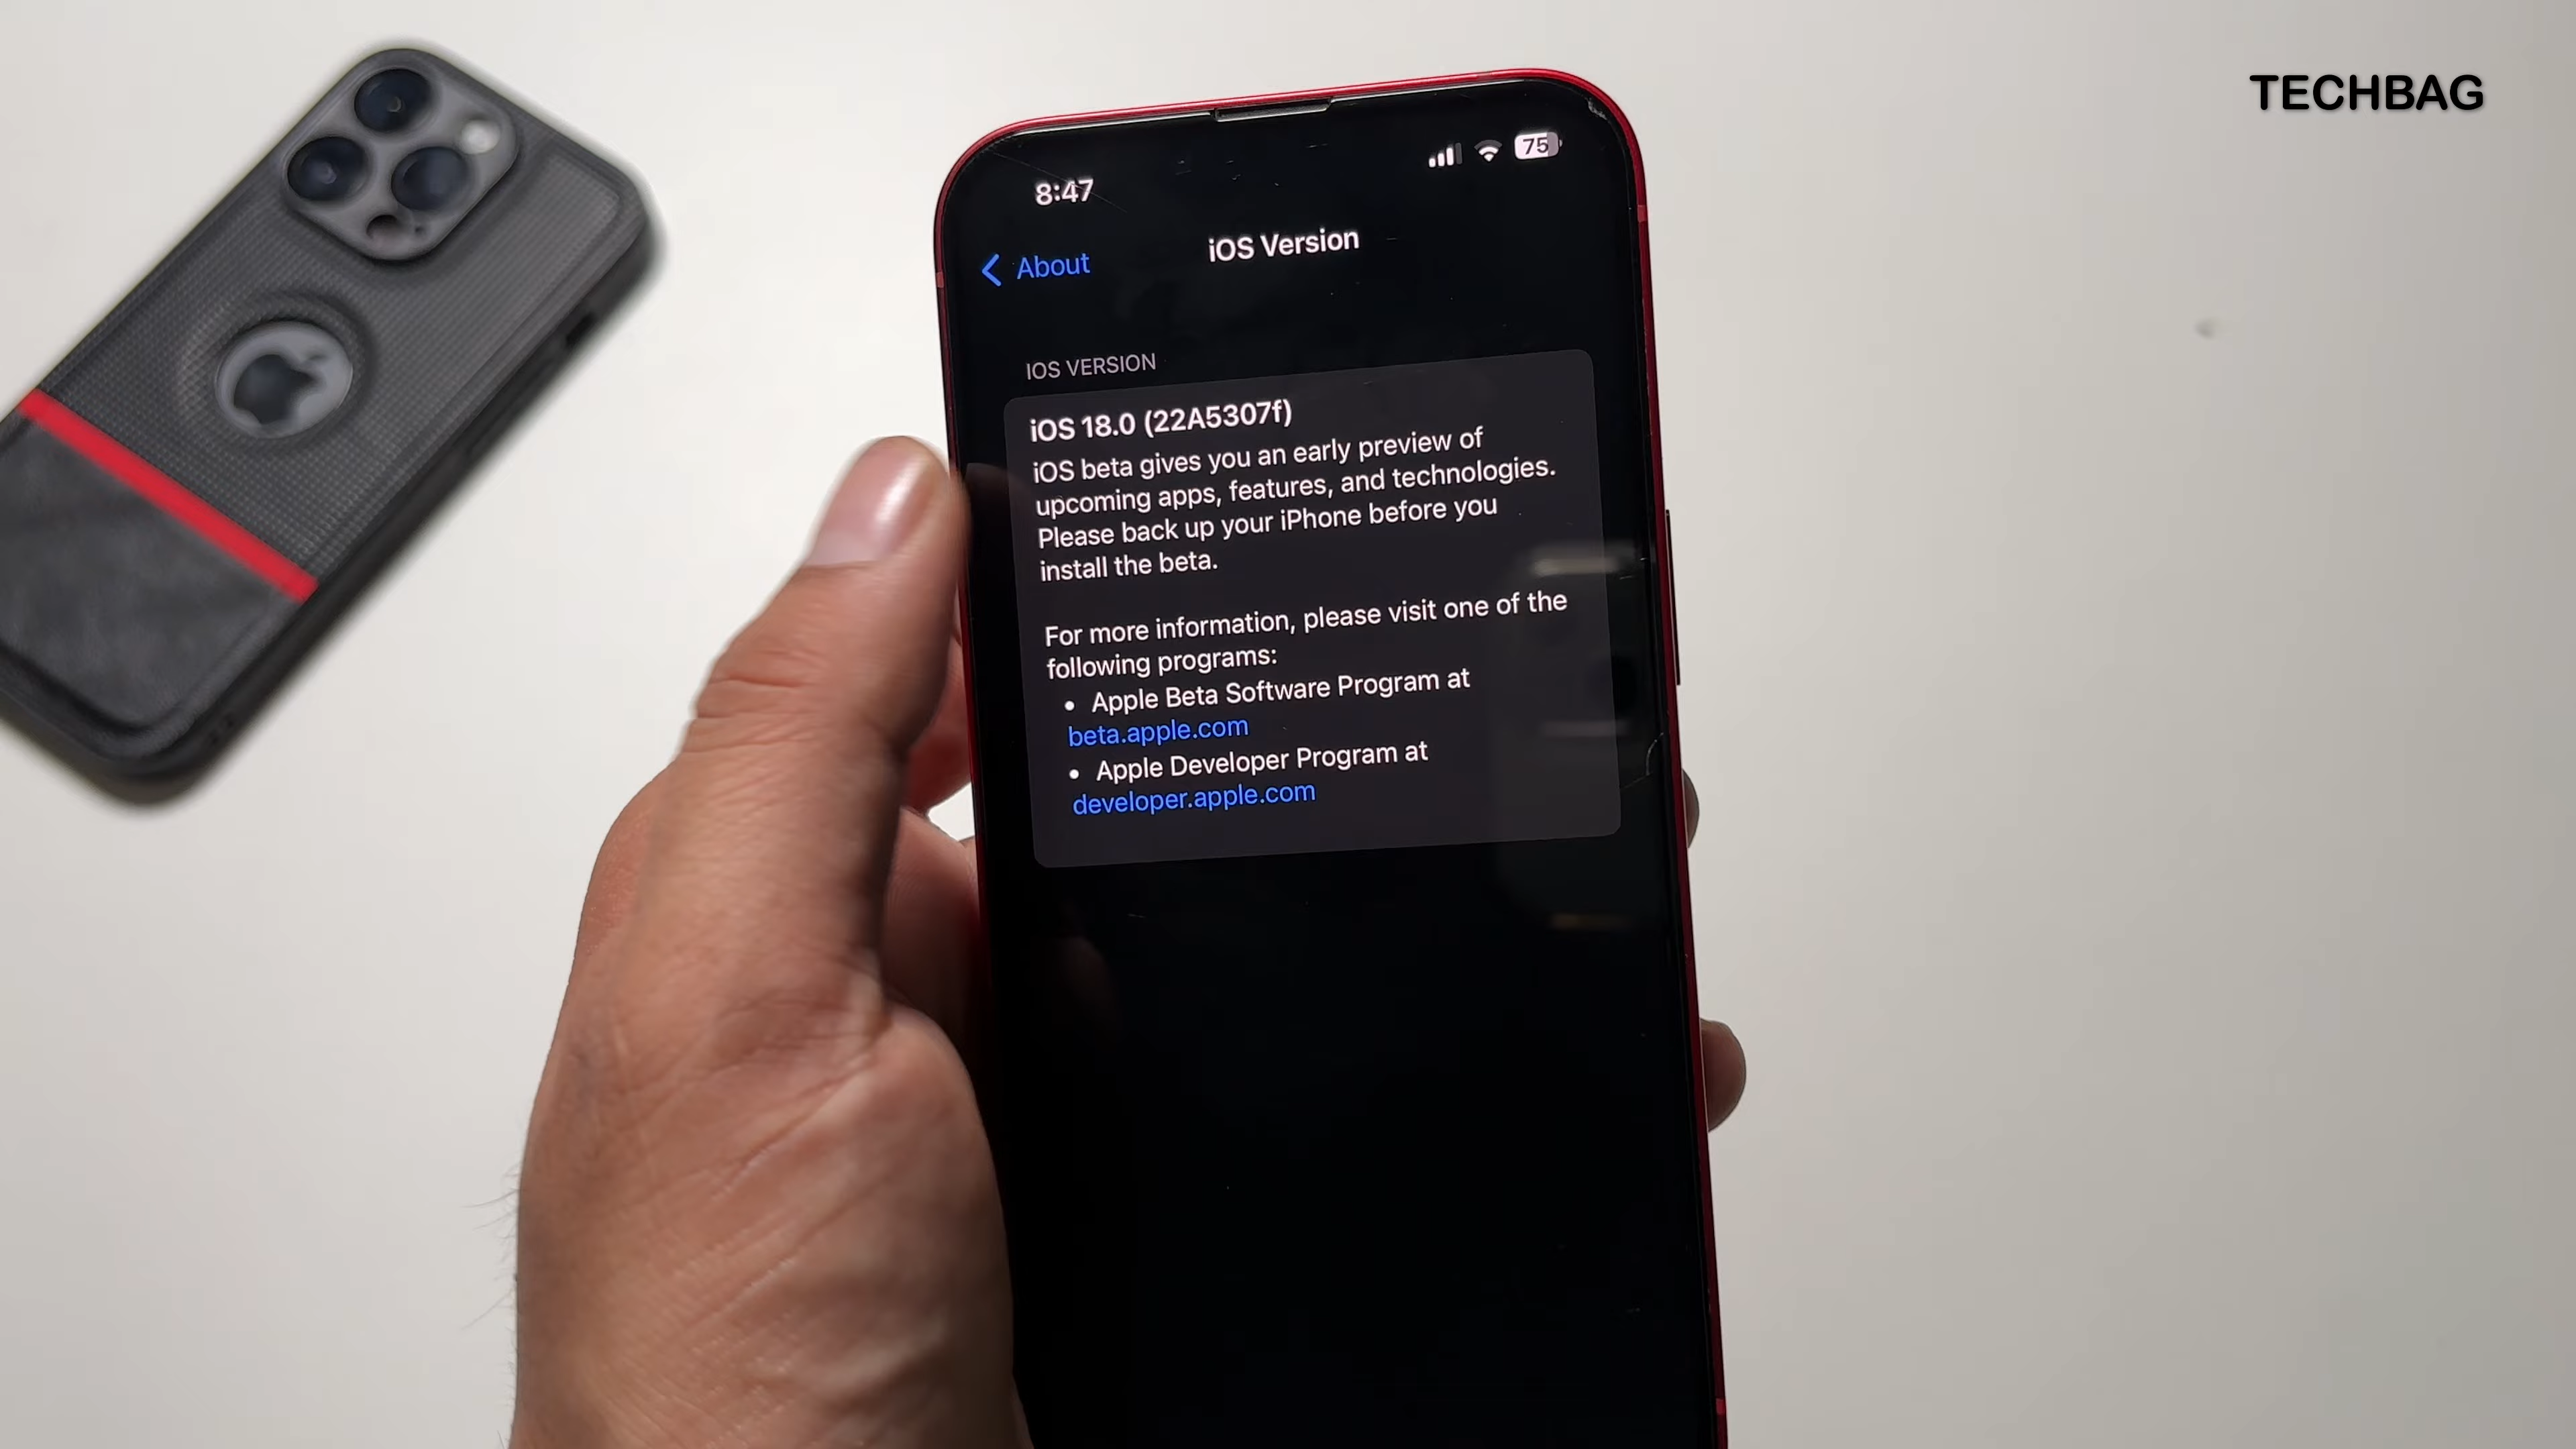 TECHBAG
8:47
75
About
iOS Version
IOS VERSION
iOS 18.0 (22A5307f)
iOS beta gives you an early preview of
upcoming apps, features, and technologies.
Please back up your iPhone before you
install the beta.
For more information, please visit one of the
following programs:
• Apple Beta Software Program at
beta.apple.com
• Apple Developer Program at
developer.apple.com